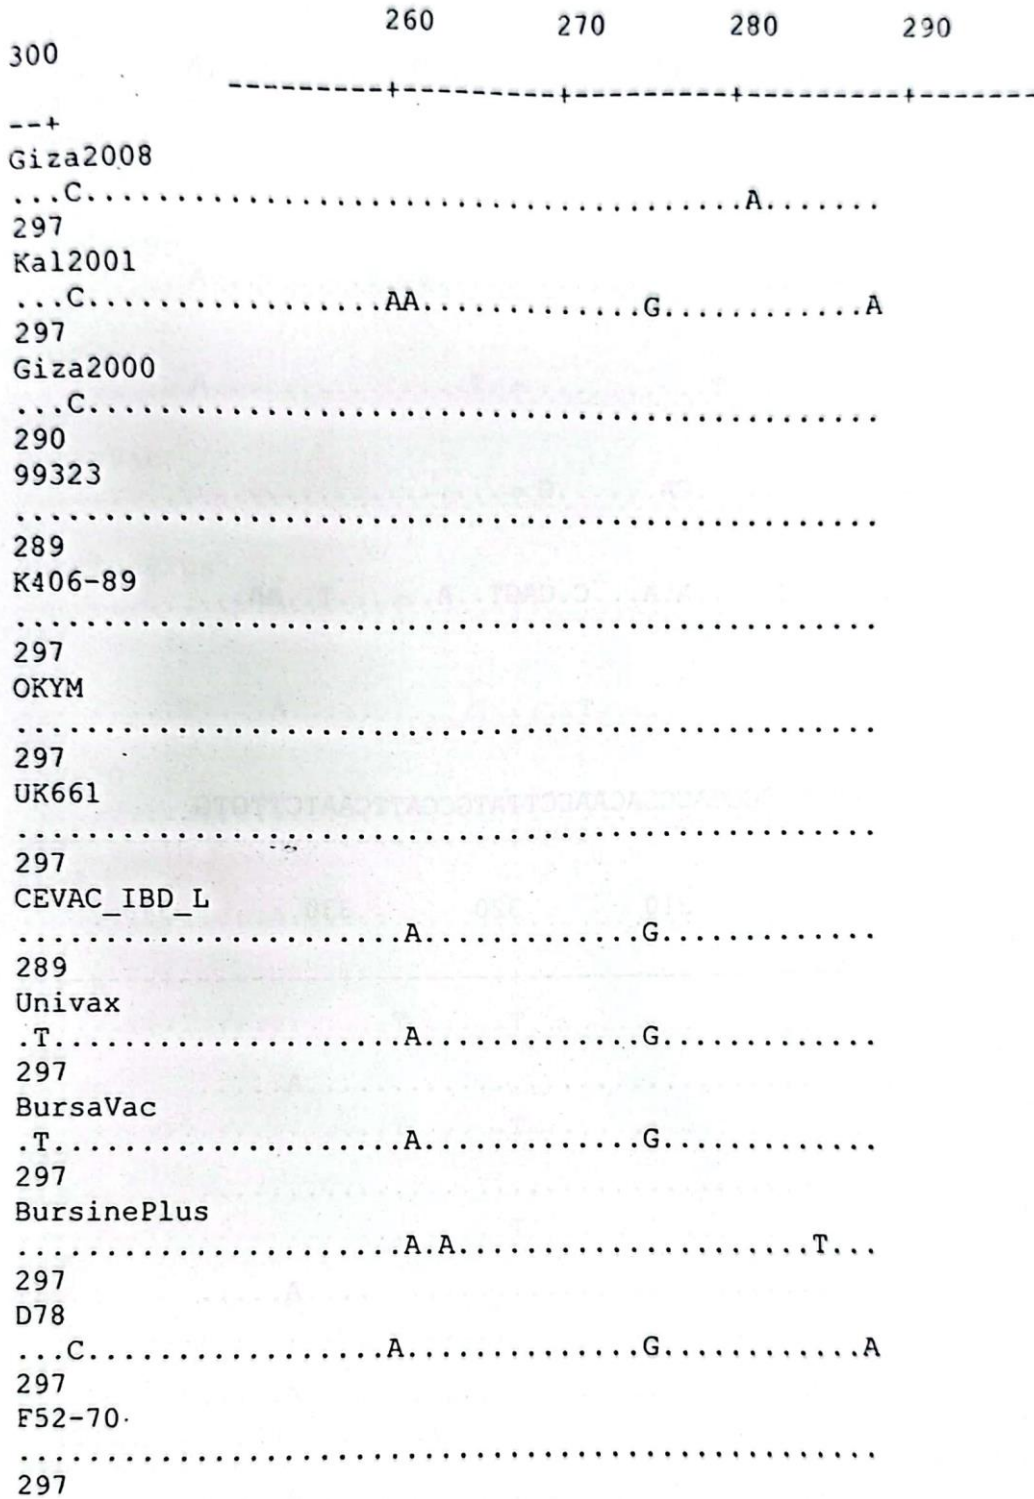 260 270 280 290
300
---------+---------+---------+---------+-------
--+
Giza2008
...C......................................A.......
297
Kal2001
...C.................AA.............G............A
297
Giza2000
...C..............................................
290
99323
..................................................
289
K406-89
..................................................
297
OKYM
..................................................
297
UK661
..................................................
297
CEVAC_IBD_L
......................A.............G.............
289
Univax
.T....................A.............G.............
297
BursaVac
T....................A.............G.............
297
BursinePlus
......................A.A.....................T...
297
D78
...C.................A..............G............A
297
F52-70
..................................................
297